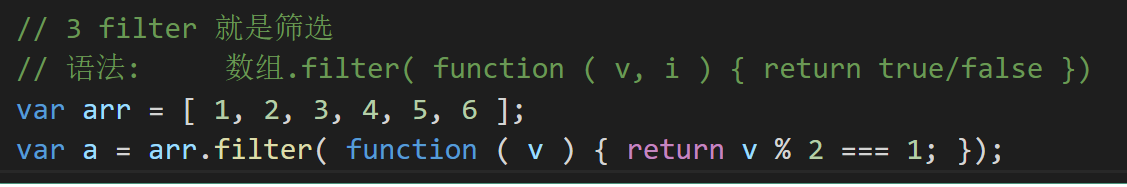 // 3 filter 就是筛选
// 语法:     数组.filter( function ( v, i ) { return true/false })
var arr = [ 1, 2, 3, 4, 5, 6 ];
var a = arr.filter( function ( v ) { return v % 2 === 1; });